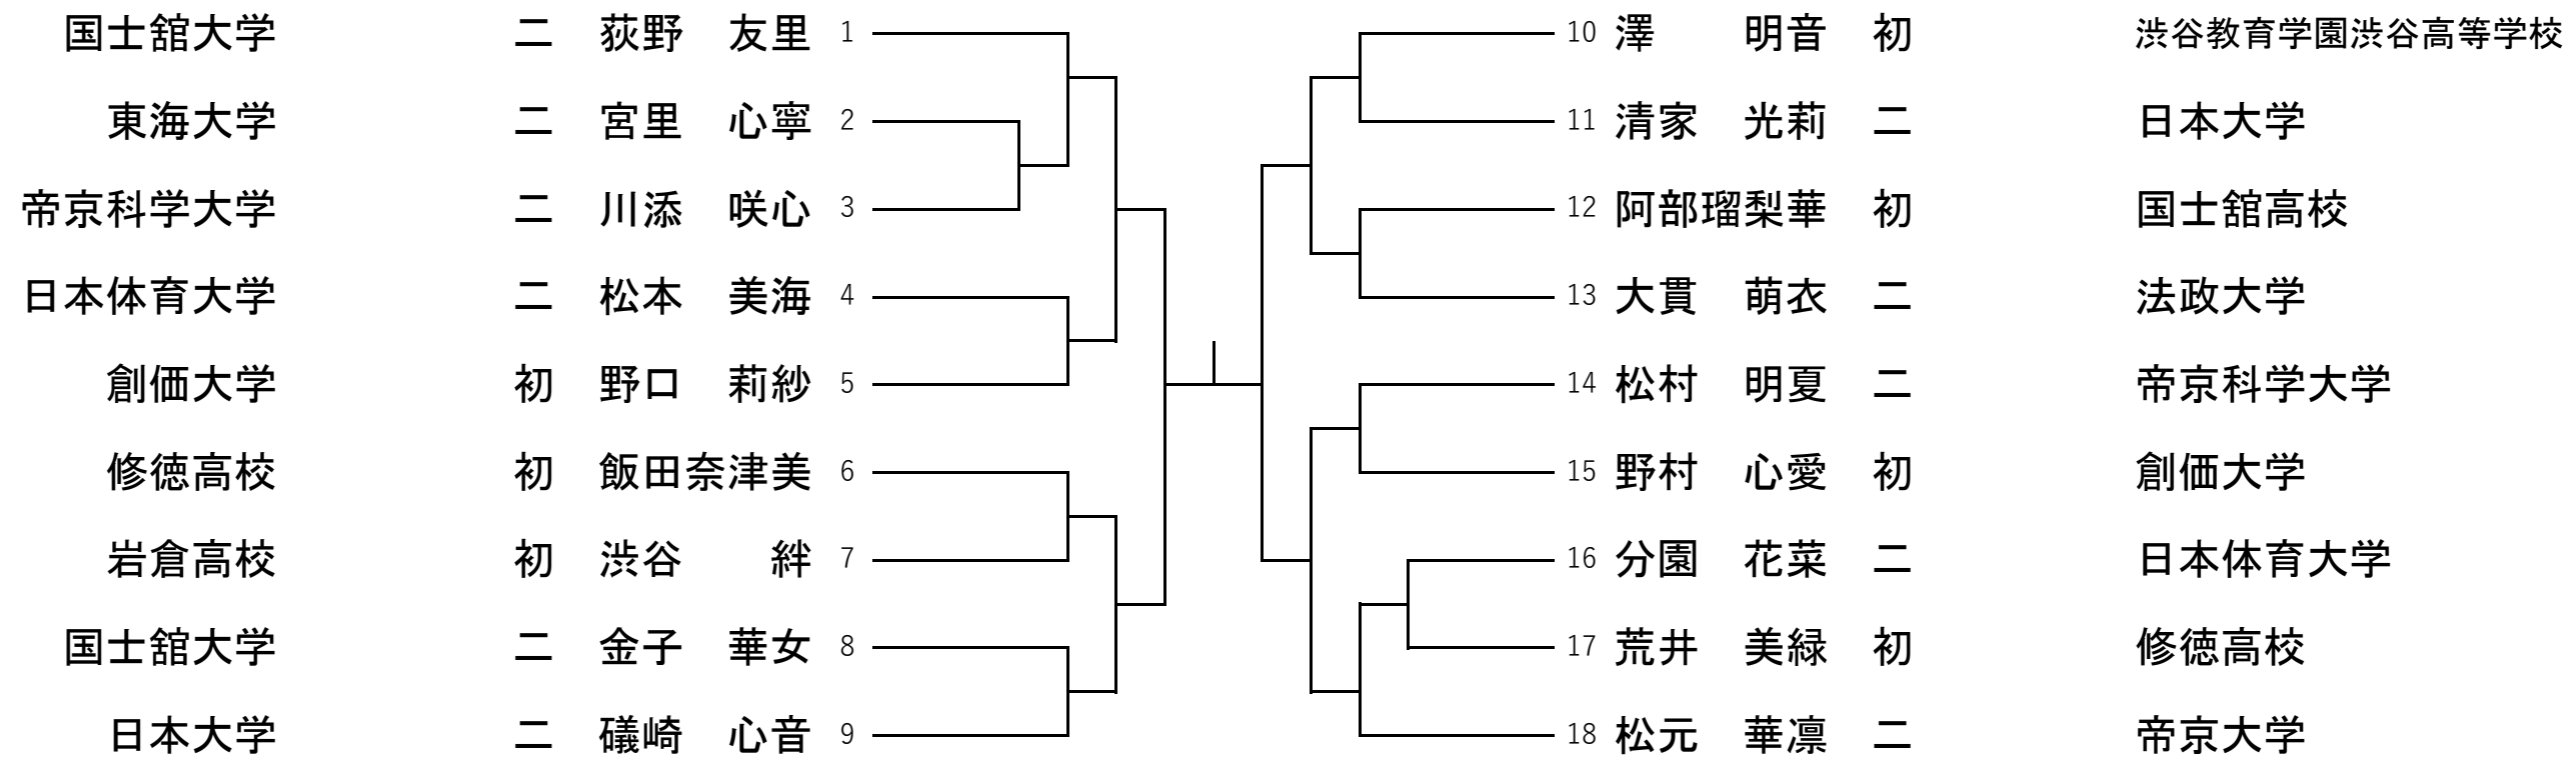 国士舘大学 二 荻野 友里 1
東海大学 二 宮里 心寧 2
帝京科学大学 二 川添 咲心 3
日本体育大学 二 松本 美海 4
創価大学 初 野口 莉紗 5
修徳高校 初 飯田奈津美 6
岩倉高校 初 渋谷 絆 7
国士舘大学 二 金子 華女 8
日本大学 二 礒崎 心音 9
10 澤 明音 初 渋谷教育学園渋谷高等学校
11 清家 光莉 二 日本大学
12 阿部瑠梨華 初 国士舘高校
13 大貫 萌衣 二 法政大学
14 松村 明夏 二 帝京科学大学
15 野村 心愛 初 創価大学
16 分園 花菜 二 日本体育大学
17 荒井 美緑 初 修徳高校
18 松元 華凛 二 帝京大学